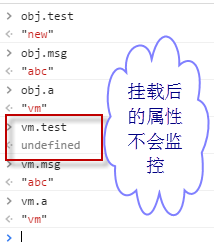 > obj.test
< "new"
> obj.msg
< "abc"
> obj.a
< "vm"
> vm.test
< undefined
> vm.msg
< "abc"
> vm.a
< "vm"
>
挂载后
的属性
不会监
控